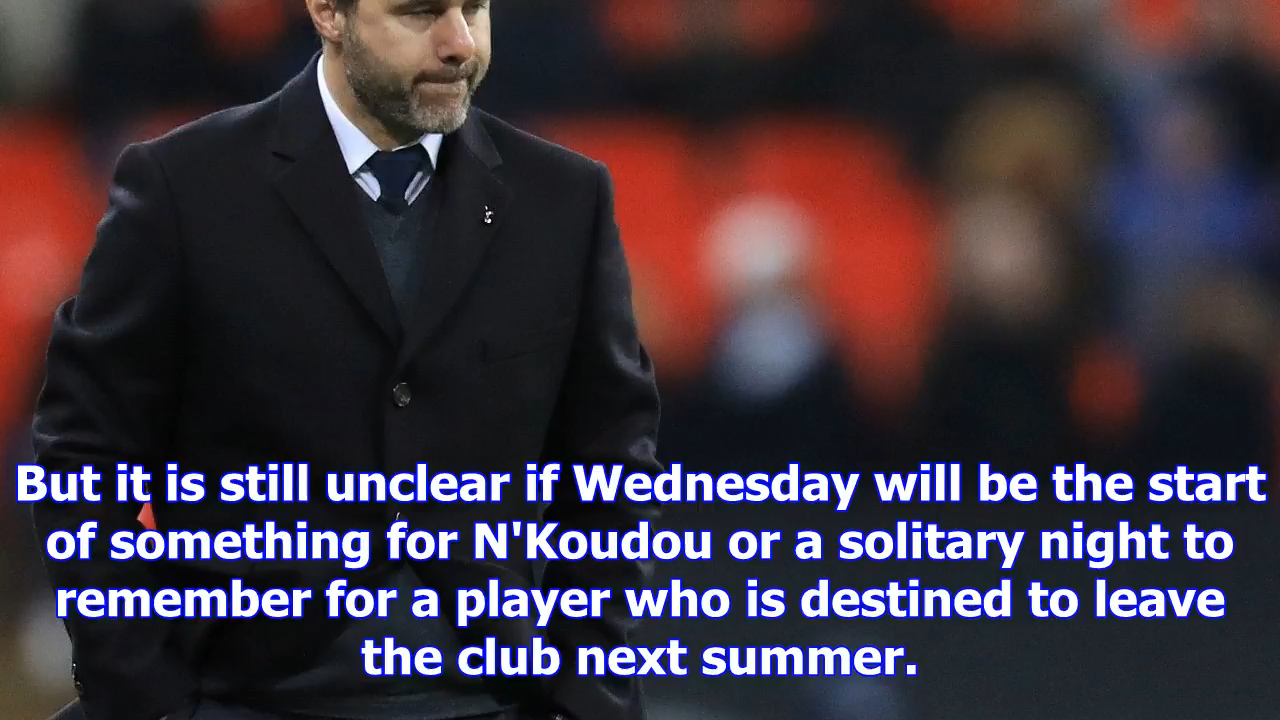 But it is still unclear if Wednesday will be the start
of something for N'Koudou or a solitary night to
remember for a player who is destined to leave
the club next summer.